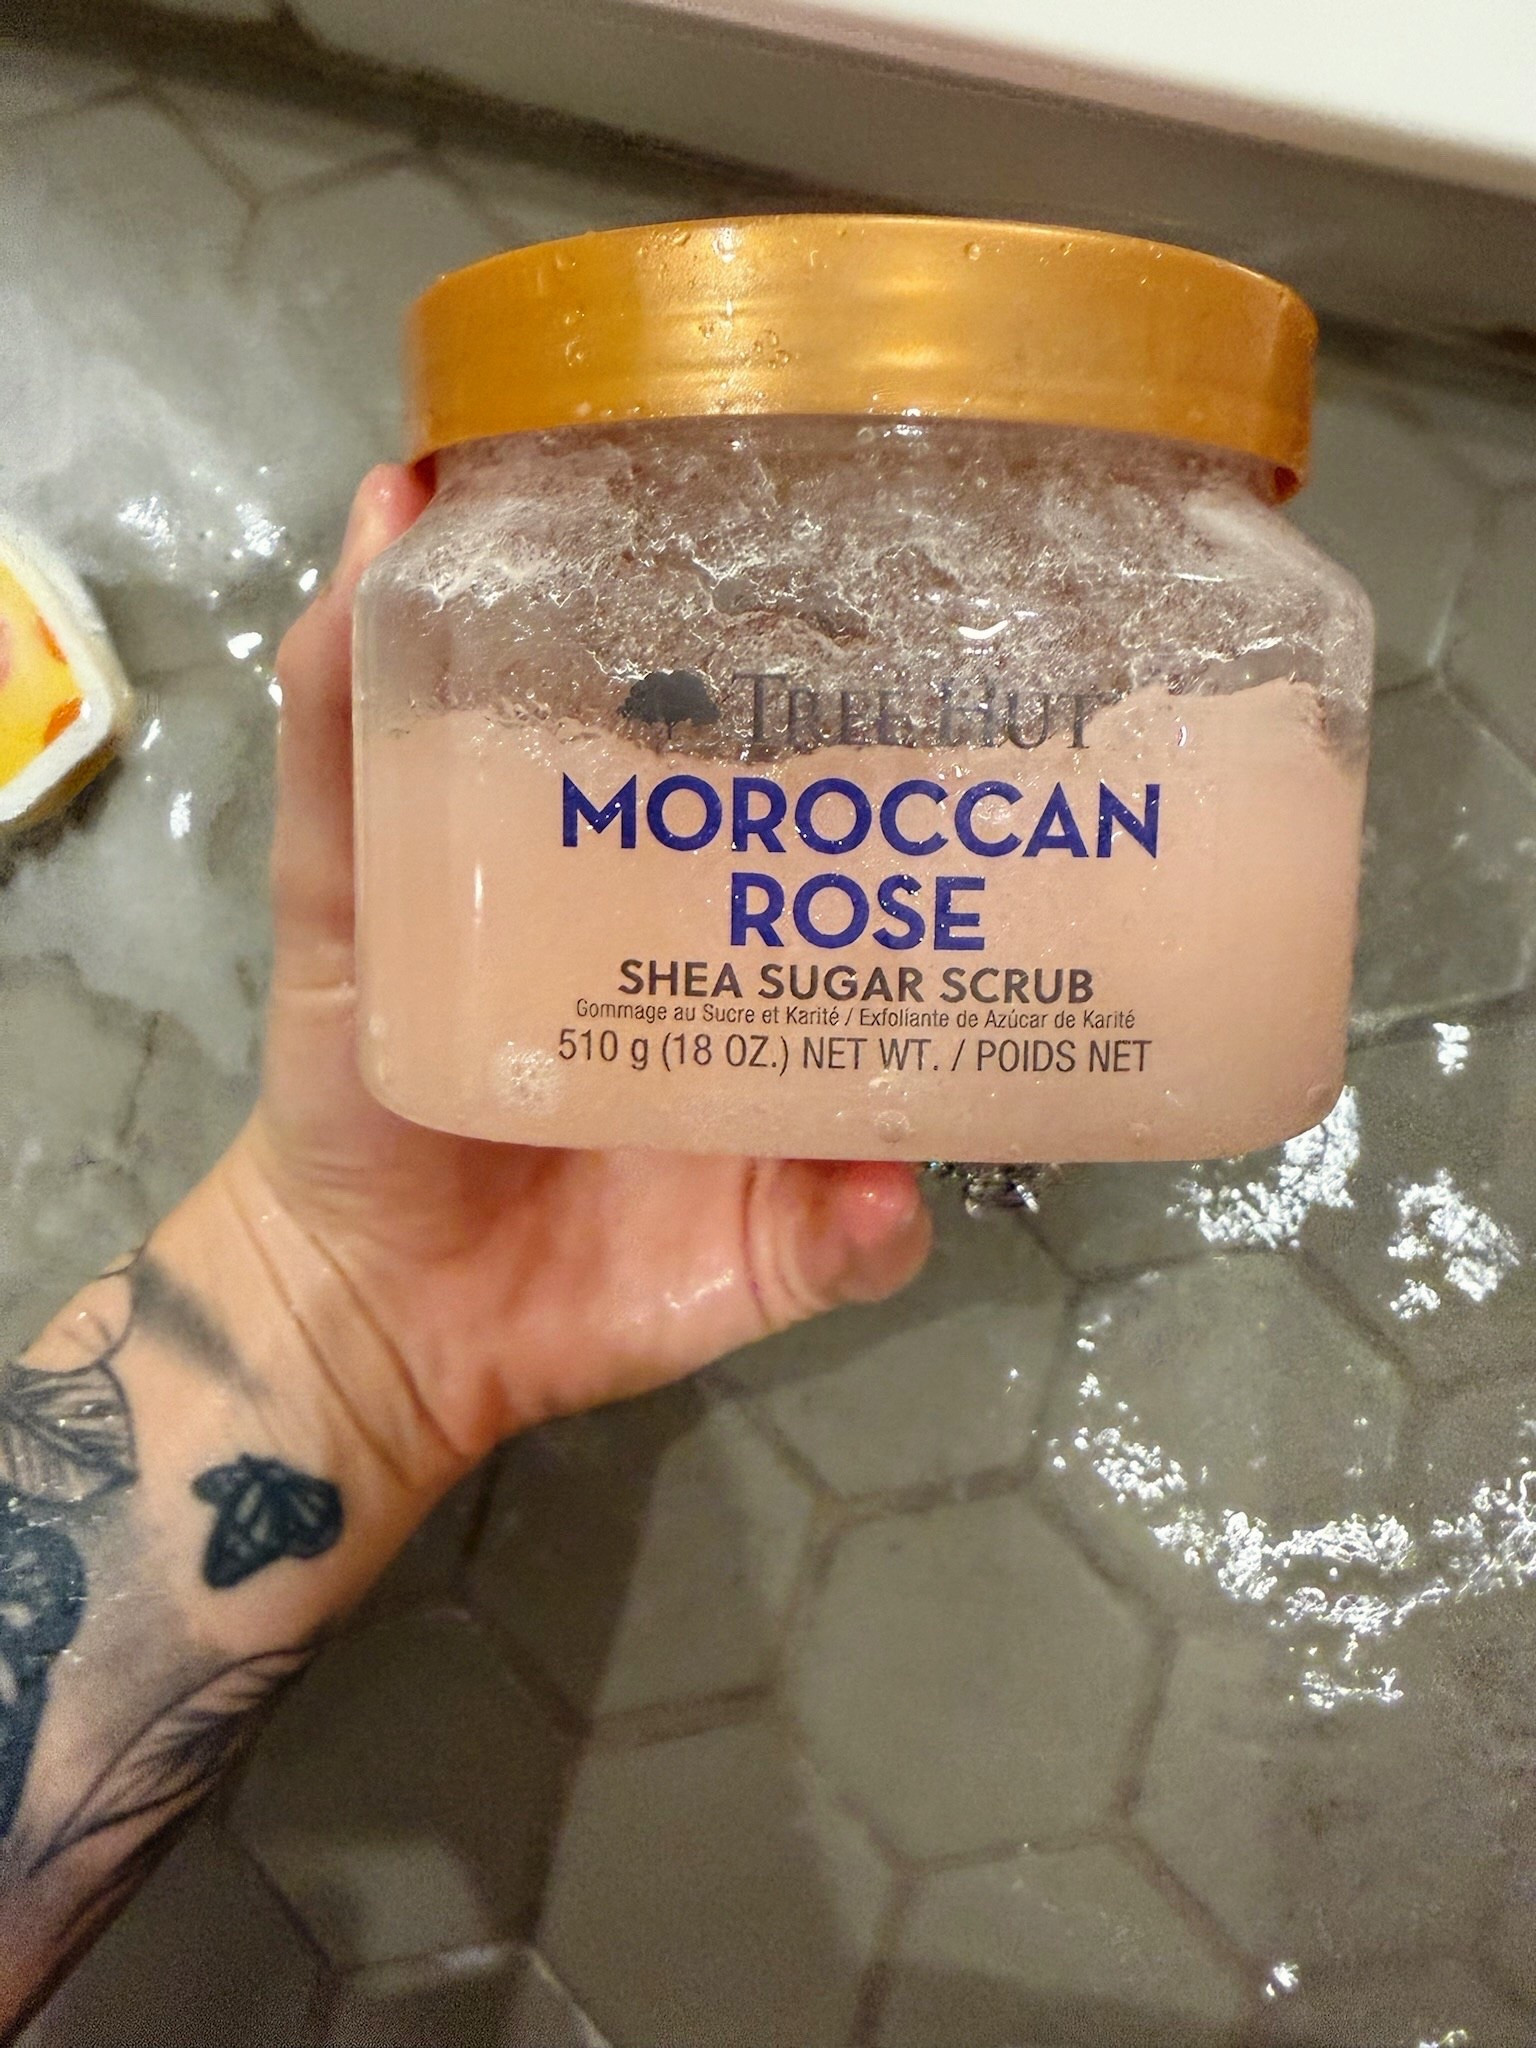 TREE HUT
MOROCCAN
ROSE
SHEA SUGAR SCRUB
Gommage au Sucre et Karité / Exfoliante de Azúcar de Karité
510 g (18 OZ.) NET WT. / POIDS NET